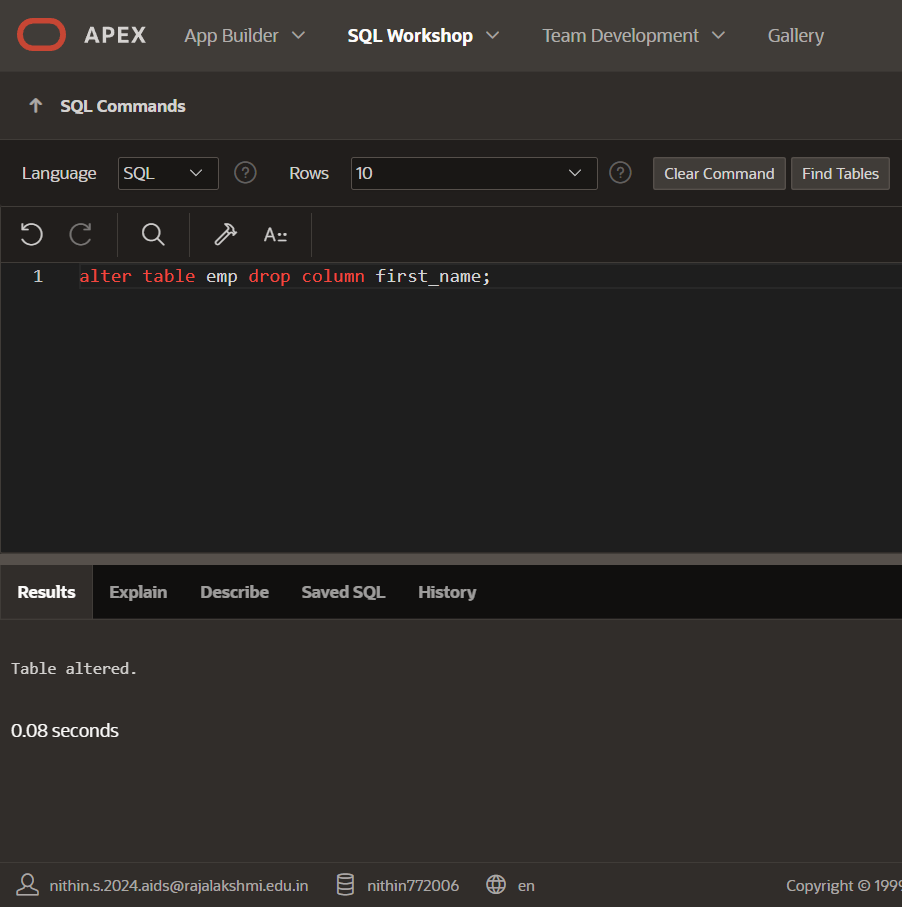 APEX App Builder SQL Workshop Team Development Gallery
SQL Commands
Language SQL ? Rows 10 ? Clear Command Find Tables
A::
1 alter table emp drop column first_name;
Results Explain Describe Saved SQL History
Table altered.
0.08 seconds
nithin.s.2024.aids@rajalakshmi.edu.in nithin772006 en Copyright © 1999